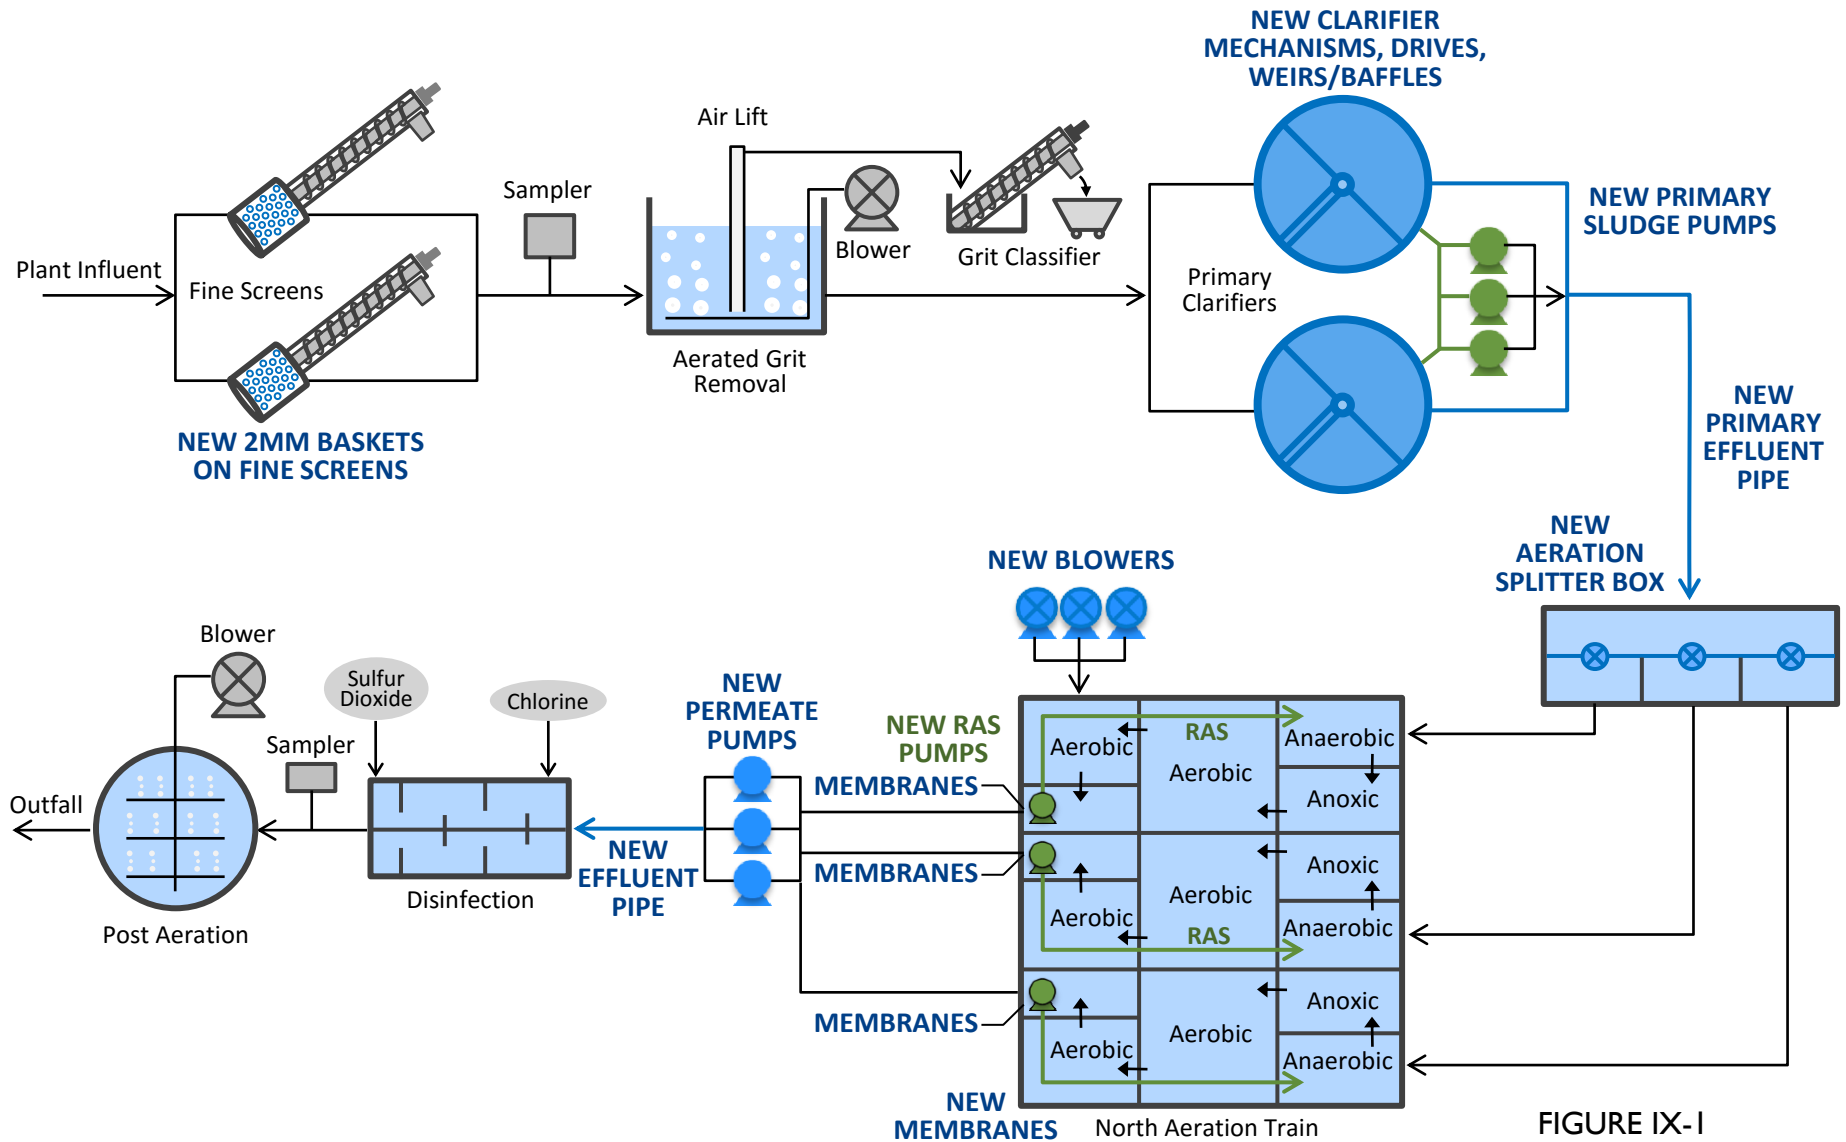 NEW CLARIFIER
MECHANISMS, DRIVES,
WEIRS/BAFFLES
Air Lift
Sampler
Blower
Grit Classifier
NEW PRIMARY
SLUDGE PUMPS
Plant Influent
Fine Screens
Primary
Clarifiers
Aerated Grit
Removal
NEW 2MM BASKETS
ON FINE SCREENS
NEW
PRIMARY
EFFLUENT
PIPE
NEW
AERATION
SPLITTER BOX
NEW BLOWERS
Blower
Sulfur
Dioxide
Chlorine
Sampler
NEW
PERMEATE
PUMPS
NEW RAS
PUMPS
MEMBRANES
RAS
Aerobic
Aerobic
Anaerobic
Anoxic
Outfall
Post Aeration
Disinfection
NEW
EFFLUENT
PIPE
MEMBRANES
Aerobic
Aerobic
Anoxic
Anaerobic
RAS
MEMBRANES
Aerobic
Aerobic
Anoxic
Anaerobic
NEW
MEMBRANES
North Aeration Train
FIGURE IX-1